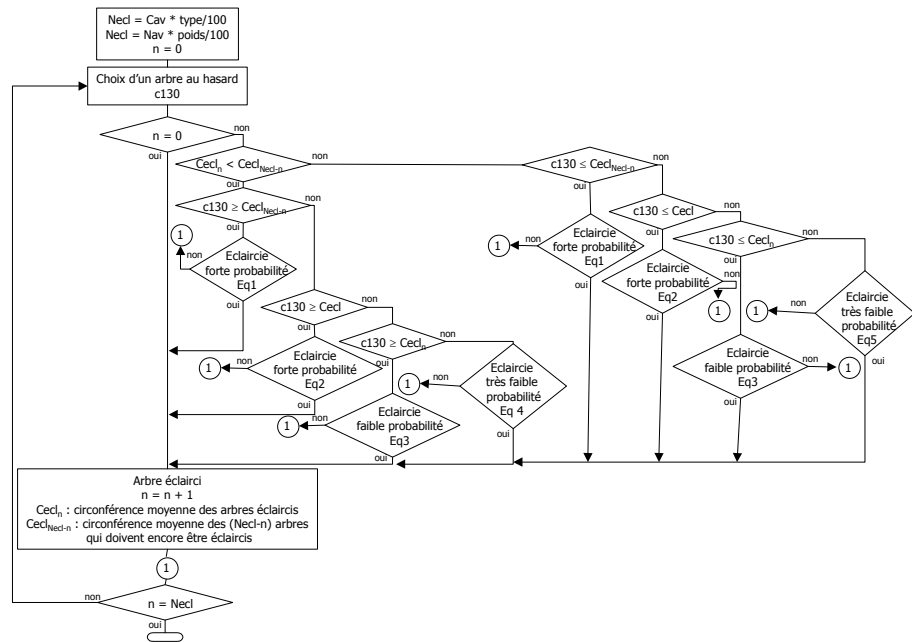 Necl = Cav * type/100
Necl = Nav * poids/100
n = 0
Choix d'un arbre au hasard
c130
n = 0
non
oui
Cecln < CeclNecl-n
non
oui
c130 ≤ CeclNecl-n
non
oui
c130 ≥ CeclNecl-n
non
oui
c130 ≤ Cecl
non
oui
c130 ≤ Cecln
non
oui
1
non
Eclaircie
forte probabilité
Eq1
oui
1
non
Eclaircie
forte probabilité
Eq1
oui
Eclaircie
forte probabilité
Eq2
non
oui
1
1
non
Eclaircie
très faible
probabilité
Eq5
oui
c130 ≥ Cecl
non
oui
c130 ≥ Cecln
non
oui
1
non
Eclaircie
forte probabilité
Eq2
oui
1
non
Eclaircie
très faible
probabilité
Eq 4
oui
Eclaircie
faible probabilité
Eq3
non
1
oui
1
non
Eclaircie
faible probabilité
Eq3
oui
Arbre éclairci
n = n + 1
Cecln : circonférence moyenne des arbres éclaircis
CeclNecl-n : circonférence moyenne des (Necl-n) arbres
qui doivent encore être éclaircis
1
non
n = Necl
oui